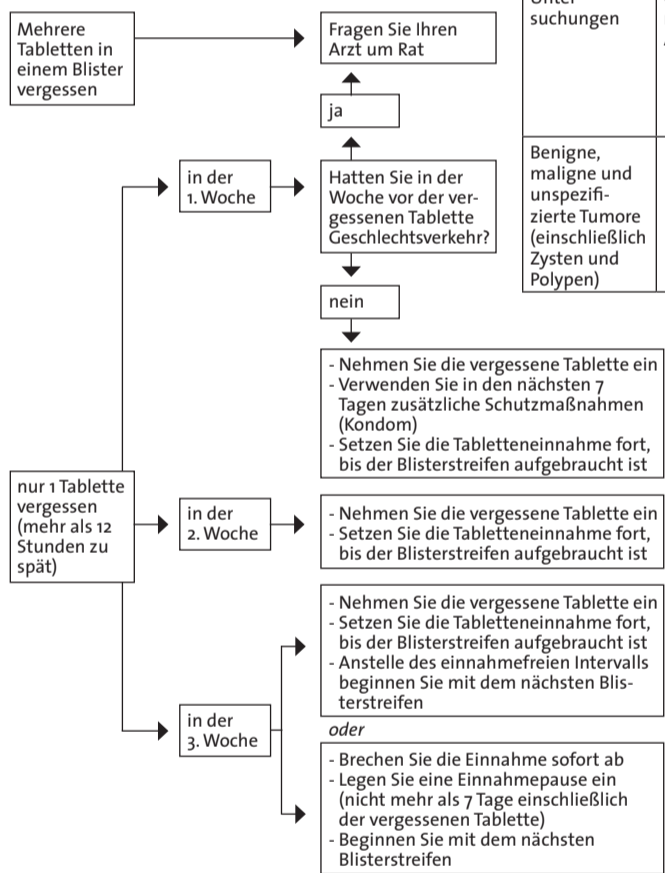 Mehrere
Tabletten in
einem Blister
vergessen
Fragen Sie Ihren
Arzt um Rat
ja
in der
1. Woche
Hatten Sie in der
Woche vor der ver-
gessenen Tablette
Geschlechtsverkehr?
nein
- Nehmen Sie die vergessene Tablette ein
- Verwenden Sie in den nächsten 7
Tagen zusätzliche Schutzmaßnahmen
(Kondom)
- Setzen Sie die Tabletteneinnahme fort,
bis der Blisterstreifen aufgebraucht ist
nur 1 Tablette
vergessen
(mehr als 12
Stunden zu
spät)
in der
2. Woche
- Nehmen Sie die vergessene Tablette ein
- Setzen Sie die Tabletteneinnahme fort,
bis der Blisterstreifen aufgebraucht ist
in der
3. Woche
- Nehmen Sie die vergessene Tablette ein
- Setzen Sie die Tabletteneinnahme fort,
bis der Blisterstreifen aufgebraucht ist
- Anstelle des einnahmefreien Intervalls
beginnen Sie mit dem nächsten Blis-
terstreifen
oder
- Brechen Sie die Einnahme sofort ab
- Legen Sie eine Einnahmepause ein
(nicht mehr als 7 Tage einschließlich
der vergessenen Tablette)
- Beginnen Sie mit dem nächsten
Blisterstreifen
suchungen
Benigne,
maligne und
unspezifi-
zierte Tumore
(einschließlich
Zysten und
Polypen)